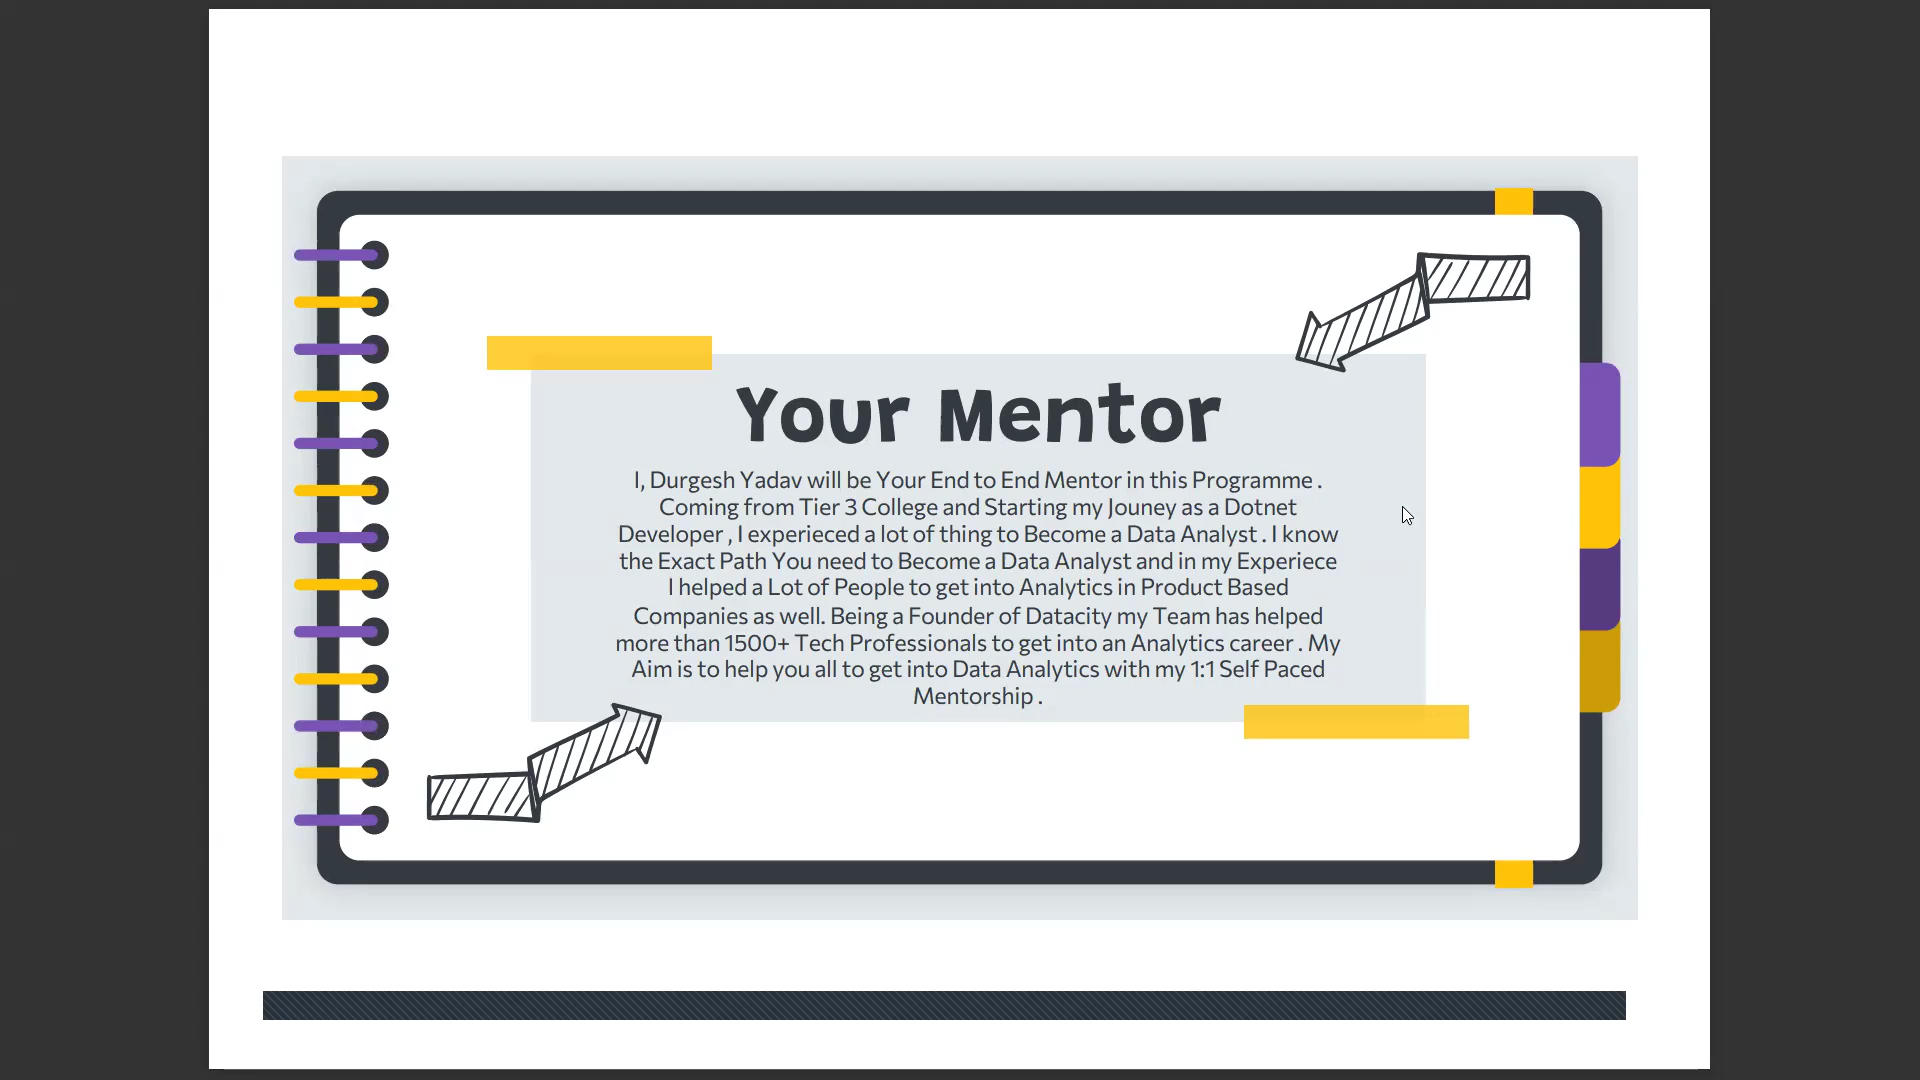 Your Mentor
I, Durgesh Yadav will be Your End to End Mentor in this Programme .
Coming from Tier 3 College and Starting my Jouney as a Dotnet
Developer , I experieced a lot of thing to Become a Data Analyst . I know
the Exact Path You need to Become a Data Analyst and in my Experiece
I helped a Lot of People to get into Analytics in Product Based
Companies as well. Being a Founder of Datacity my Team has helped
more than 1500+ Tech Professionals to get into an Analytics career . My
Aim is to help you all to get into Data Analytics with my 1:1 Self Paced
Mentorship .